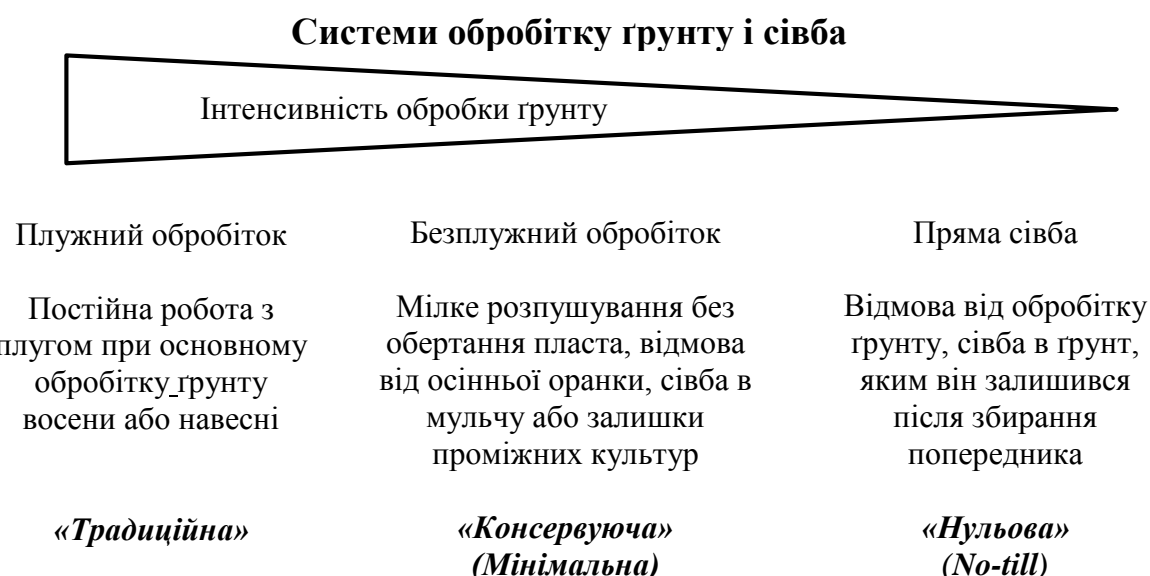 Системи обробітку ґрунту і сівба
Інтенсивність обробки ґрунту
Плужний обробіток
Постійна робота з
плугом при основному
обробітку ґрунту
восени або навесні
«Традиційна»
Безплужний обробіток
Мілке розпушування без
обертання пласта, відмова
від осінньої оранки, сівба в
мульчу або залишки
проміжних культур
«Консервуюча»
(Мінімальна)
Пряма сівба
Відмова від обробітку
ґрунту, сівба в ґрунт,
яким він залишився
після збирання
попередника
«Нульова»
(No-till)